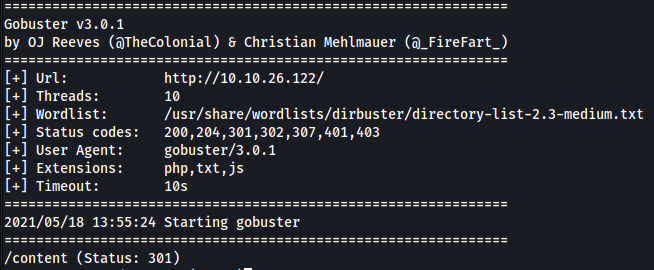 ===============================================================
Gobuster v3.0.1
by OJ Reeves (@TheColonial) & Christian Mehlmauer (@_FireFart_)
===============================================================
[+] Url:            http://10.10.26.122/
[+] Threads:        10
[+] Wordlist:       /usr/share/wordlists/dirbuster/directory-list-2.3-medium.txt
[+] Status codes:   200,204,301,302,307,401,403
[+] User Agent:     gobuster/3.0.1
[+] Extensions:     php,txt,js
[+] Timeout:        10s
===============================================================
2021/05/18 13:55:24 Starting gobuster
===============================================================
/content (Status: 301)